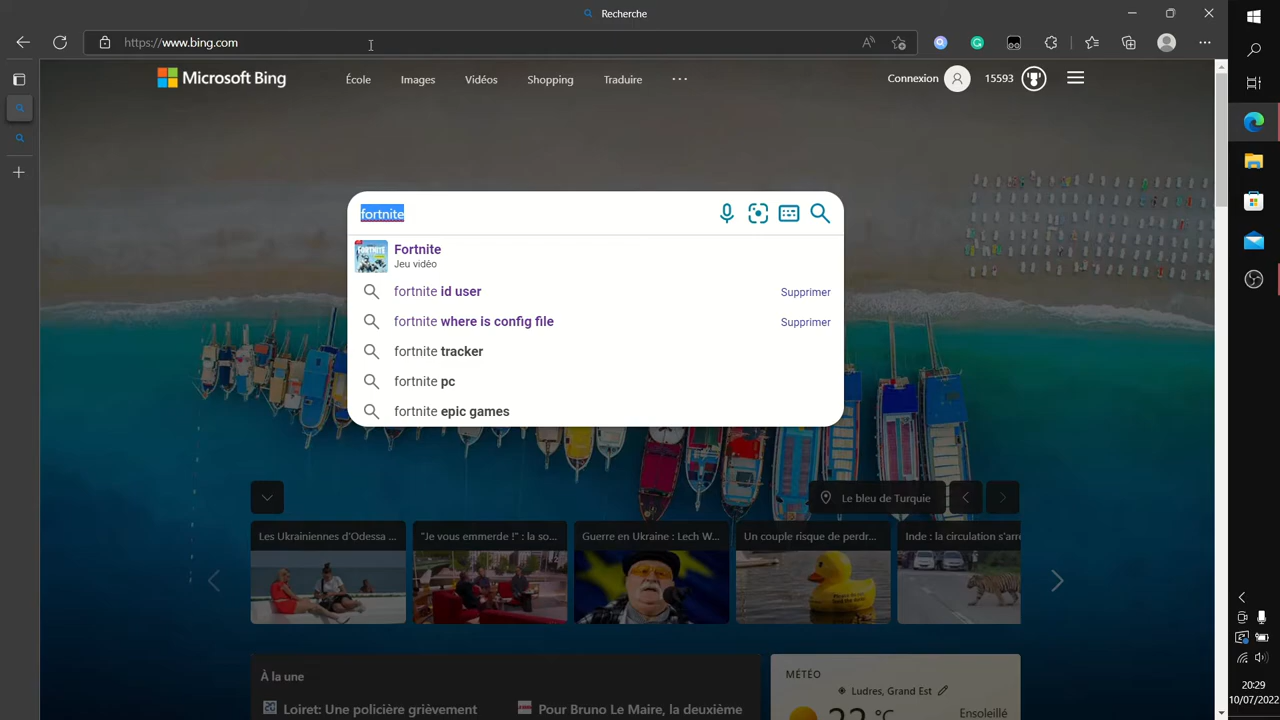 Recherche
https://www.bing.com
Microsoft Bing
École Images Vidéos Shopping Traduire
Connexion 15593
fortnite
Fortnite
Jeu vidéo
fortnite id user Supprimer
fortnite where is config file Supprimer
fortnite tracker
fortnite pc
fortnite epic games
Le bleu de Turquie
Les Ukrainiennes d'Odessa ...
"Je vous emmerde !" : la so...
Guerre en Ukraine : Lech W...
Un couple risque de perdr...
Inde : la circulation s'arr
À la une
MÉTÉO
Ludres, Grand Est
Loiret: Une policière grièvement
Pour Bruno Le Maire, la deuxième
°C
Ensoleillé
20:29
10/07/2022